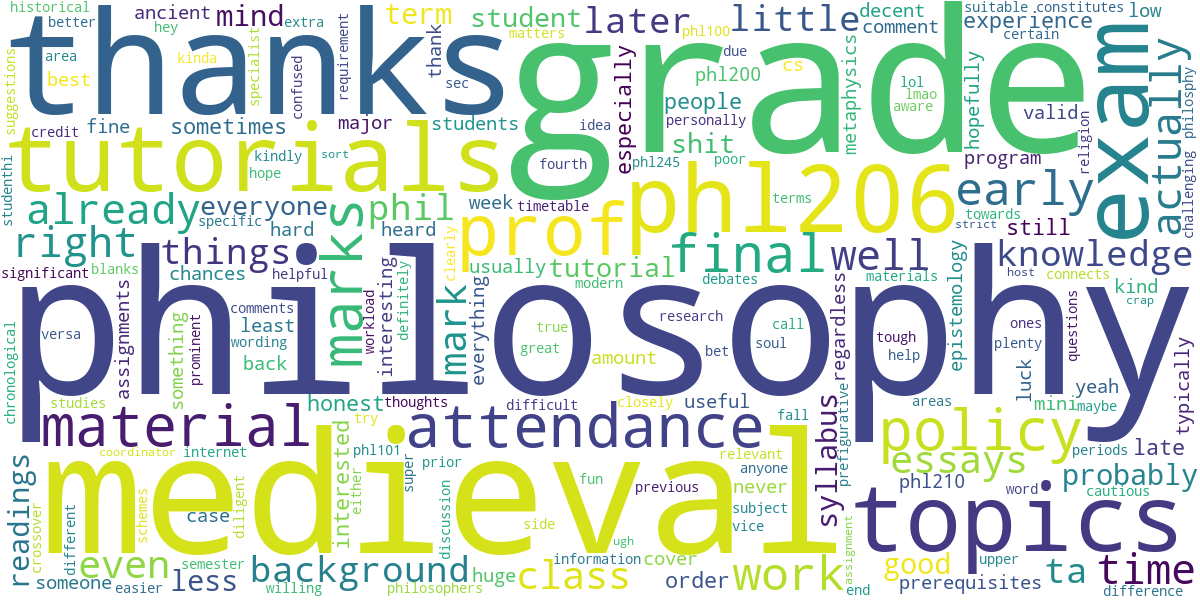 historical
ancient
mind
term
student
later
little
decent
comment
suitable
constitutes
experience
low
hey
better
extra
matters
phl100
certain
thanks
grade
exam
area
best
kinda
specialist
confused
requirement
thank
sec
especially
due
cs
phl200
people
personally
lol
lmao
aware
metaphysics
hopefully
valid
actually
challenging
philosphy
suggestions
credit
fine
sometimes
major
students
idea
shit
program
religion
tutorials
kindly
sort
hope
fourth
phl245
poor
studenthi
already
everyone
specific
phil
week
timetable
prof
phl206
terms
early
towards
strict
still
right
things
hard
heard
marks
usually
tutorial
clearly
modern
final
debates
well
materials
knowledge
significant
blanks
chances
helpful
definitely
interesting
workload
mark
everything
regardless
epistemology
host
connects
kind
crap
philosophy
versa
comments
least
wording
back
true
great
research
bet
call
soul
tough
help
ones
plenty
questions
luck
yeah
maybe
typically
chronological
assignments
something
prominent
amount
studies
honest
thoughts
difficult
closely
useful
fall
syllabus
prefigurative
areas
mini
material
attendance
try
policy
late
periods
coordinator
internet
interested
either
phl101
super
prior
discussion
relevant
anyone
essays
probably
readings
crossover
different
schemes
case
diligent
medieval
fun
previous
never
subject
vice
side
phl210
word
cautious
topics
ugh
semester
information
cover
assignment
upper
even
someone
easier
less
background
willing
philosophers
huge
class
order
work
end
good
prerequisites
ta
time
difference